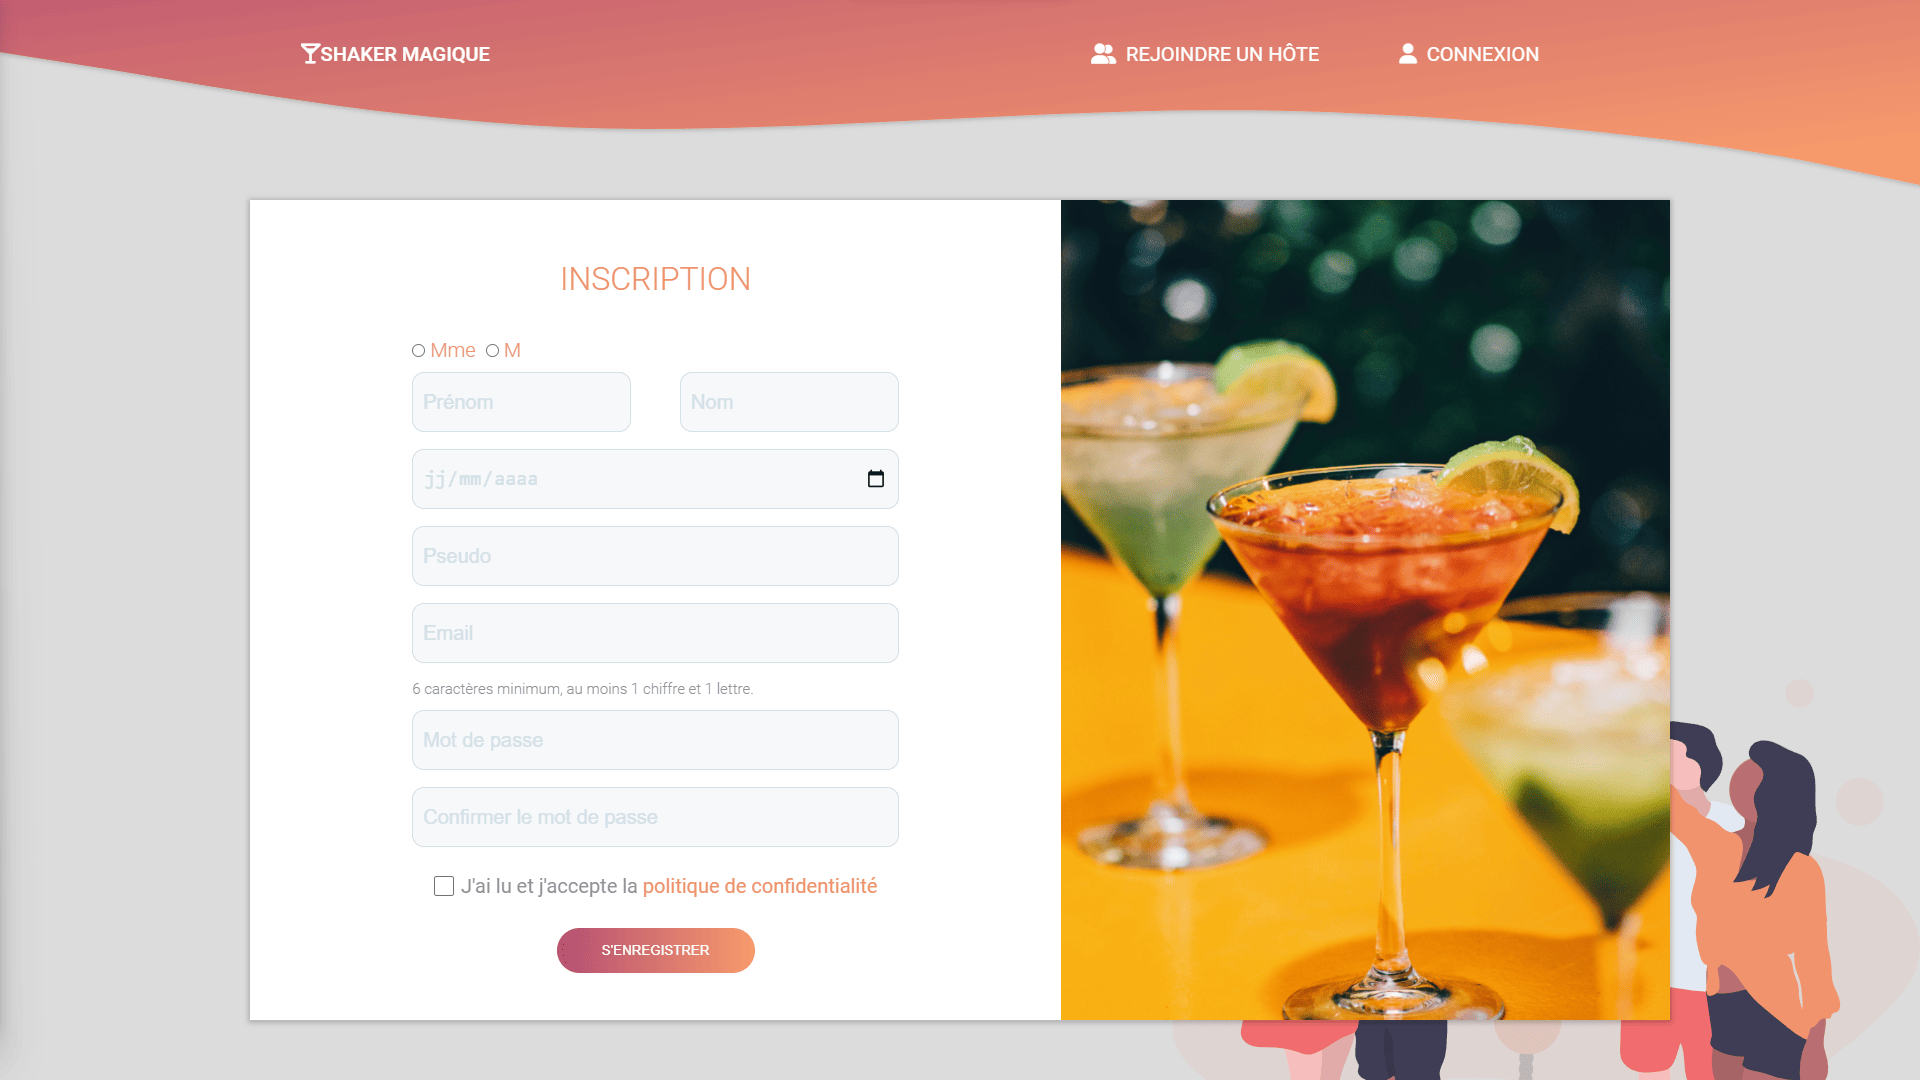 SHAKER MAGIQUE
REJOINDRE UN HÔTE
CONNEXION
INSCRIPTION
Mme M
Prénom
Nom
jj/mm/aaaa
Pseudo
Email
6 caractères minimum, au moins 1 chiffre et 1 lettre.
Mot de passe
Confirmer le mot de passe
J'ai lu et j'accepte la politique de confidentialité
S'ENREGISTRER